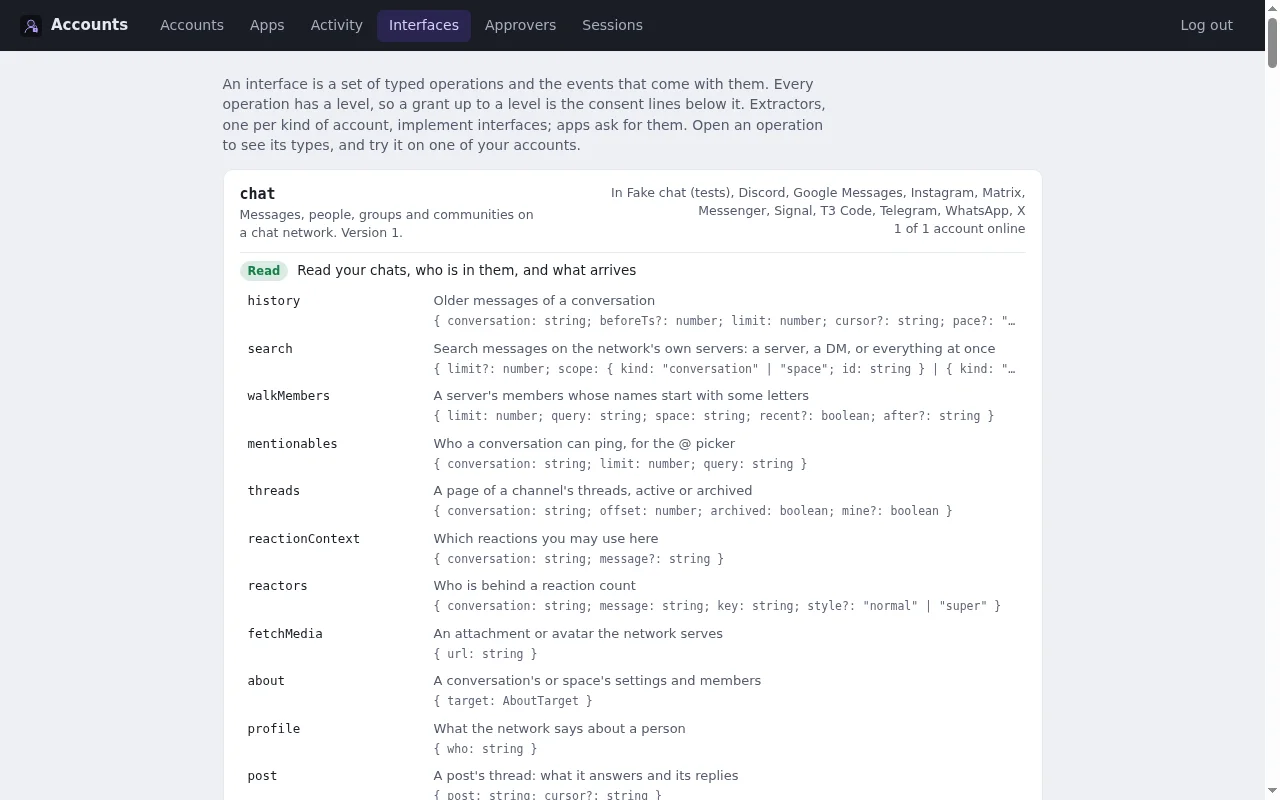 Accounts
Accounts
Apps
Activity
Interfaces
Approvers
Sessions
Log out
An interface is a set of typed operations and the events that come with them. Every
operation has a level, so a grant up to a level is the consent lines below it. Extractors,
one per kind of account, implement interfaces; apps ask for them. Open an operation
to see its types, and try it on one of your accounts.
chat
Messages, people, groups and communities on
a chat network. Version 1.
In Fake chat (tests), Discord, Google Messages, Instagram, Matrix,
Messenger, Signal, T3 Code, Telegram, WhatsApp, X
1 of 1 account online
Read Read your chats, who is in them, and what arrives
history
Older messages of a conversation
{ conversation: string; beforeTs?: number; limit: number; cursor?: string; pace?: "…
search
Search messages on the network's own servers: a server, a DM, or everything at once
{ limit?: number; scope: { kind: "conversation" | "space"; id: string } | { kind: "…
walkMembers
A server's members whose names start with some letters
{ limit: number; query: string; space: string; recent?: boolean; after?: string }
mentionables
Who a conversation can ping, for the @ picker
{ conversation: string; limit: number; query: string }
threads
A page of a channel's threads, active or archived
{ conversation: string; offset: number; archived: boolean; mine?: boolean }
reactionContext
Which reactions you may use here
{ conversation: string; message?: string }
reactors
Who is behind a reaction count
{ conversation: string; message: string; key: string; style?: "normal" | "super" }
fetchMedia
An attachment or avatar the network serves
{ url: string }
about
A conversation's or space's settings and members
{ target: AboutTarget }
profile
What the network says about a person
{ who: string }
post
A post's thread: what it answers and its replies
{ post: string; cursor?: string }